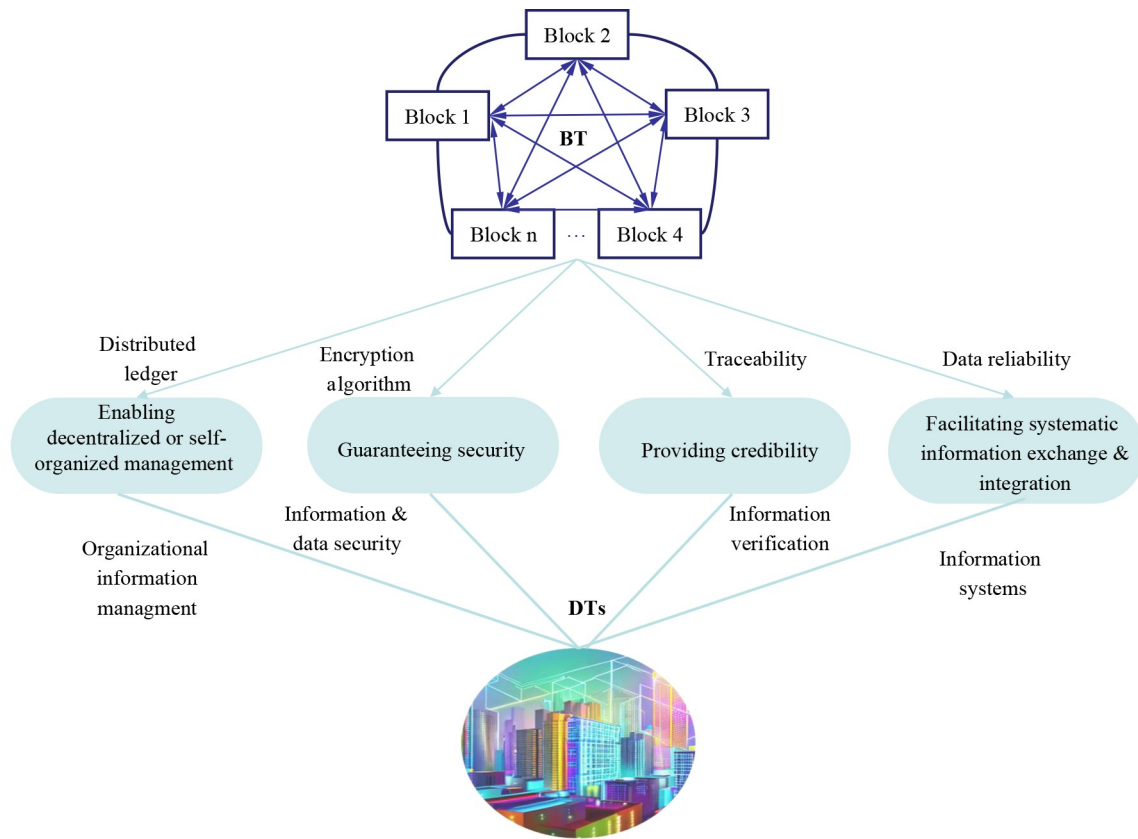 Block 2
Block 1
Block 3
BT
Block n
...
Block 4
Distributed
ledger
Encryption
algorithm
Traceability
Data reliability
Enabling
decentralized or self-
organized management
Guaranteeing security
Providing credibility
Facilitating systematic
information exchange &
integration
Organizational
information
managment
Information &
data security
Information
verification
Information
systems
DTs